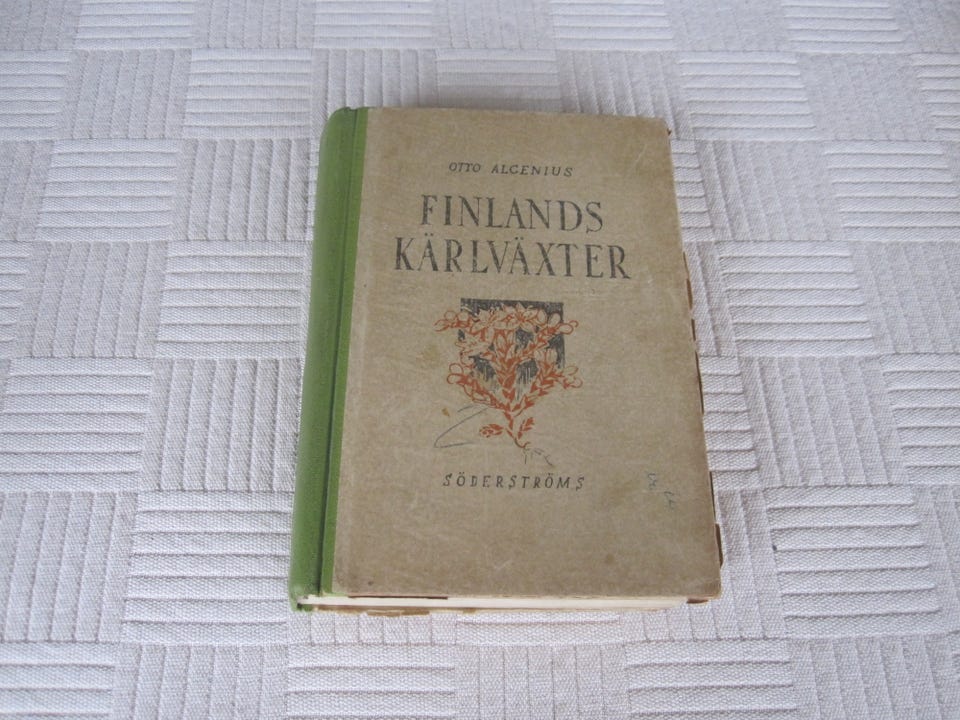 OTTO ALCENIUS
FINLANDS
KÄRLVÄXTER
SÖDERSTRÖMS